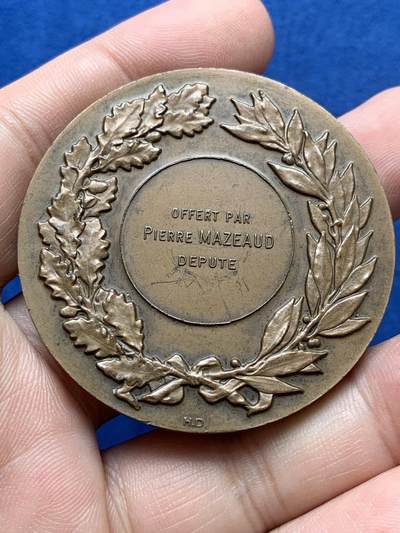 OFFERT PAR
PIERRE MAZEAUD
DEPUTE
H.D